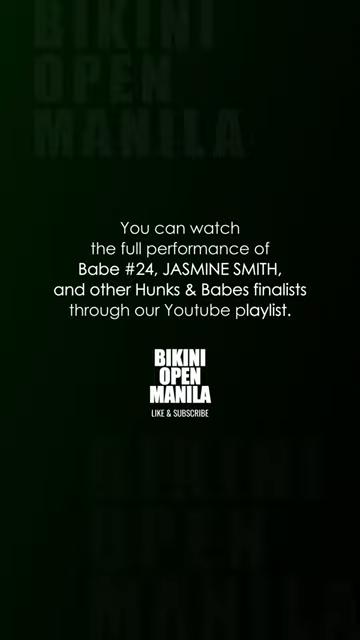 BIKINI
OPEN
MANILA
You can watch
the full performance of
Babe #24, JASMINE SMITH,
and other Hunks & Babes finalists
through our Youtube playlist.
BIKINI
OPEN
MANILA
LIKE & SUBSCRIBE
BIKINI
OPEN
MANILA